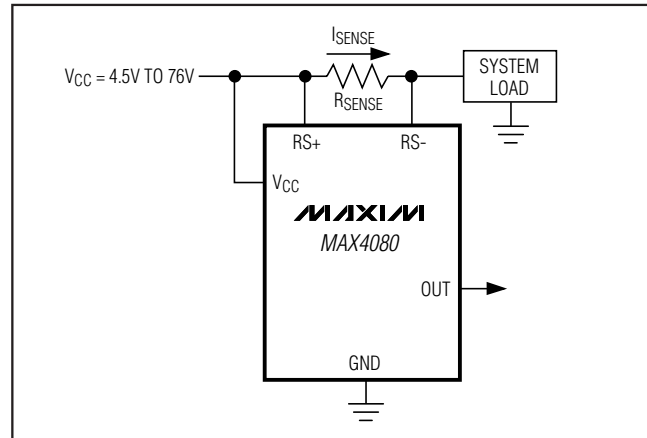 ISENSE
VCC = 4.5V TO 76V
RSENSE
SYSTEM
LOAD
RS+
RS-
VCC
MAXIM
MAX4080
OUT
GND